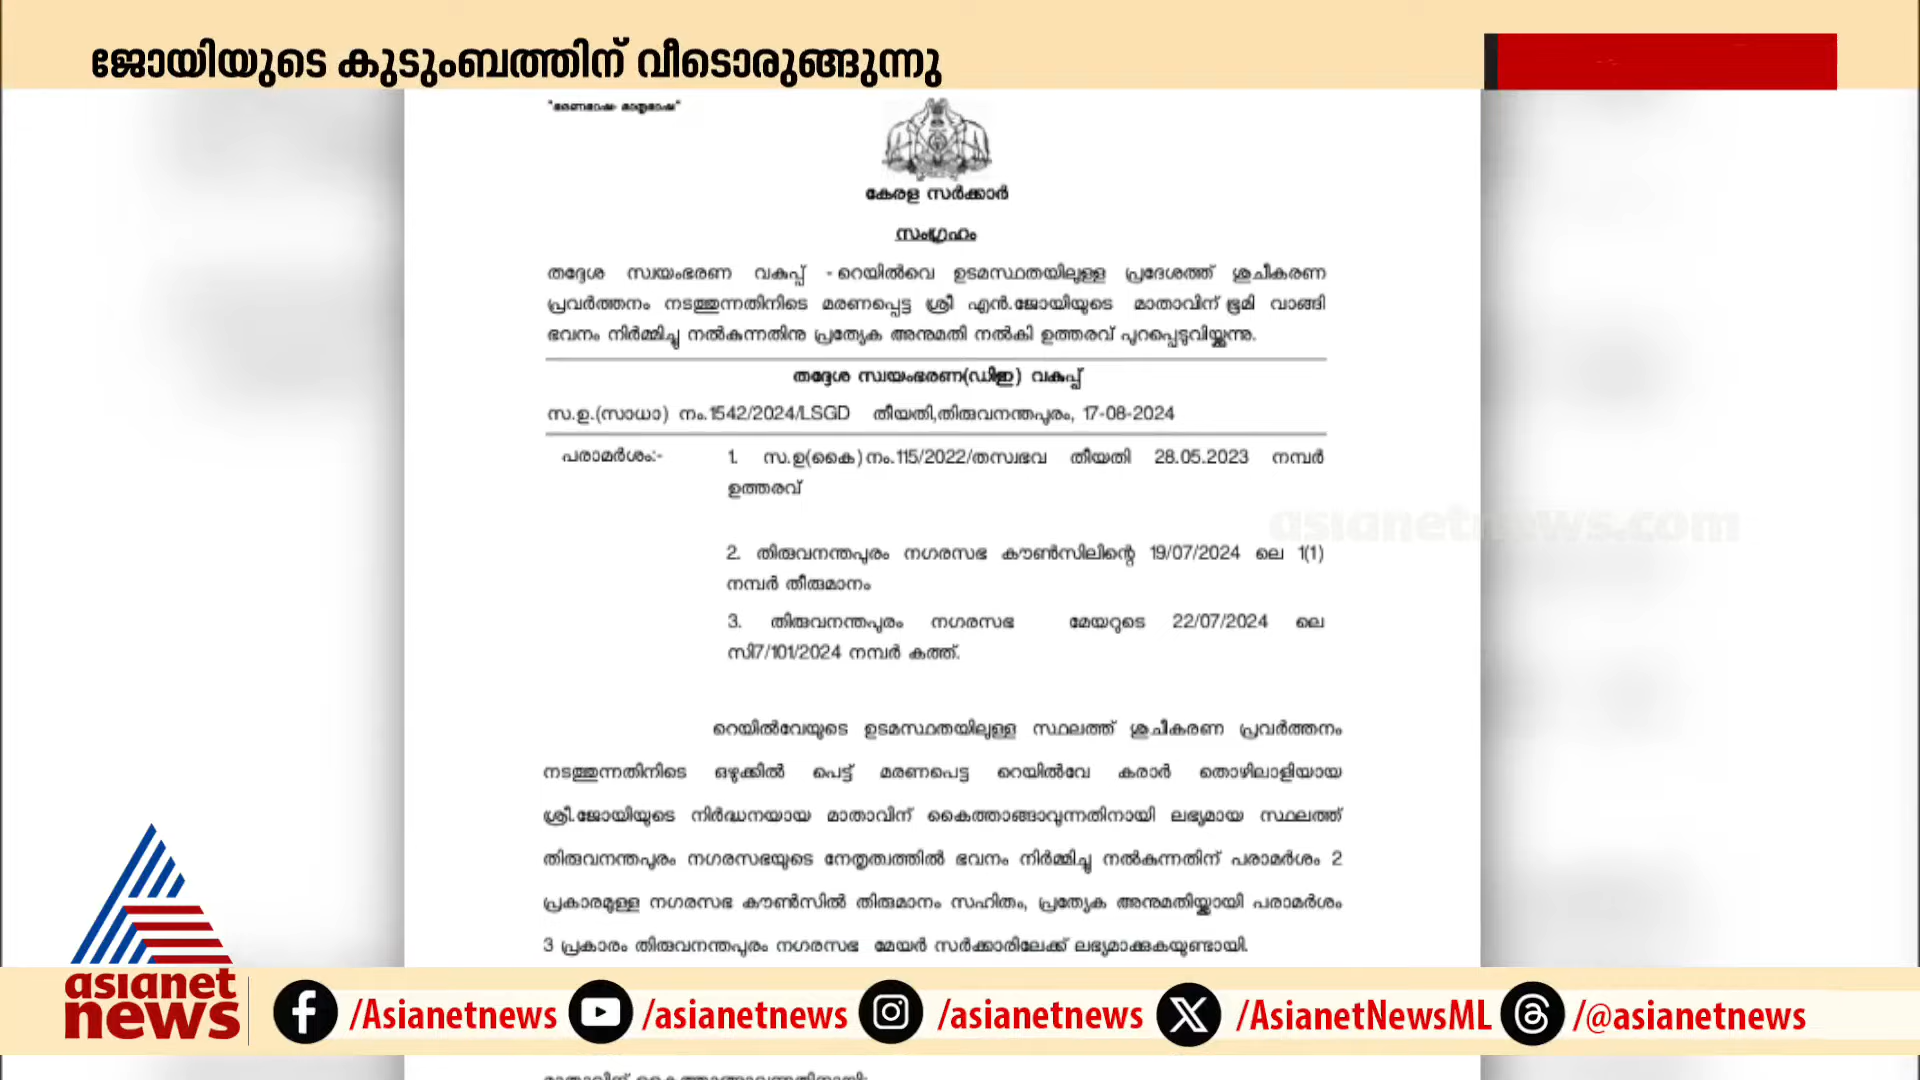 ജോയിയുടെ കുടുംബത്തിന് വീടൊരുങ്ങുന്നു
"ഭരണഭാഷ- മാതൃഭാഷ"
കേരള സർക്കാർ
സംഗ്രഹം
തദ്ദേശ സ്വയംഭരണ വകുപ്പ് - റെയിൽവെ ഉടമസ്ഥതയിലുള്ള പ്രദേശത്ത് ശുചീകരണ
പ്രവർത്തനം നടത്തുന്നതിനിടെ മരണപ്പെട്ട ശ്രീ എൻ.ജോയിയുടെ മാതാവിന് ഭൂമി വാങ്ങി
ഭവനം നിർമ്മിച്ചു നൽകുന്നതിനു പ്രത്യേക അനുമതി നൽകി ഉത്തരവ് പുറപ്പെടുവിയ്ക്കുന്നു.
തദ്ദേശ സ്വയംഭരണ(ഡിഇ) വകുപ്പ്
സ.ഉ.(സാധാ) നം.1542/2024/LSGD തീയതി,തിരുവനന്തപുരം, 17-08-2024
പരാമർശം:- 1. സ.ഉ(കൈ)നം.115/2022/തസ്വഭവ തീയതി 28.05.2023 നമ്പർ
ഉത്തരവ്
2. തിരുവനന്തപുരം നഗരസഭ കൗൺസിലിന്റെ 19/07/2024 ലെ 1(1)
നമ്പർ തീരുമാനം
3. തിരുവനന്തപുരം നഗരസഭ മേയറുടെ 22/07/2024 ലെ
സി7/101/2024 നമ്പർ കത്ത്.
റെയിൽവേയുടെ ഉടമസ്ഥതയിലുള്ള സ്ഥലത്ത് ശുചീകരണ പ്രവർത്തനം
നടത്തുന്നതിനിടെ ഒഴുക്കിൽ പെട്ട് മരണപെട്ട റെയിൽവേ കരാർ തൊഴിലാളിയായ
ശ്രീ.ജോയിയുടെ നിർദ്ധനയായ മാതാവിന് കൈത്താങ്ങാവുന്നതിനായി ലഭ്യമായ സ്ഥലത്ത്
തിരുവനന്തപുരം നഗരസഭയുടെ നേതൃത്വത്തിൽ ഭവനം നിർമ്മിച്ചു നൽകുന്നതിന് പരാമർശം 2
പ്രകാരമുള്ള നഗരസഭ കൗൺസിൽ തിരുമാനം സഹിതം, പ്രത്യേക അനുമതിയ്ക്കായി പരാമർശം
3 പ്രകാരം തിരുവനന്തപുരം നഗരസഭ മേയർ സർക്കാരിലേക്ക് ലഭ്യമാക്കുകയുണ്ടായി.
asianetnews.com
asianet
news
/Asianetnews
/asianetnews
/asianetnews
/AsianetNewsML
/@asianetnews